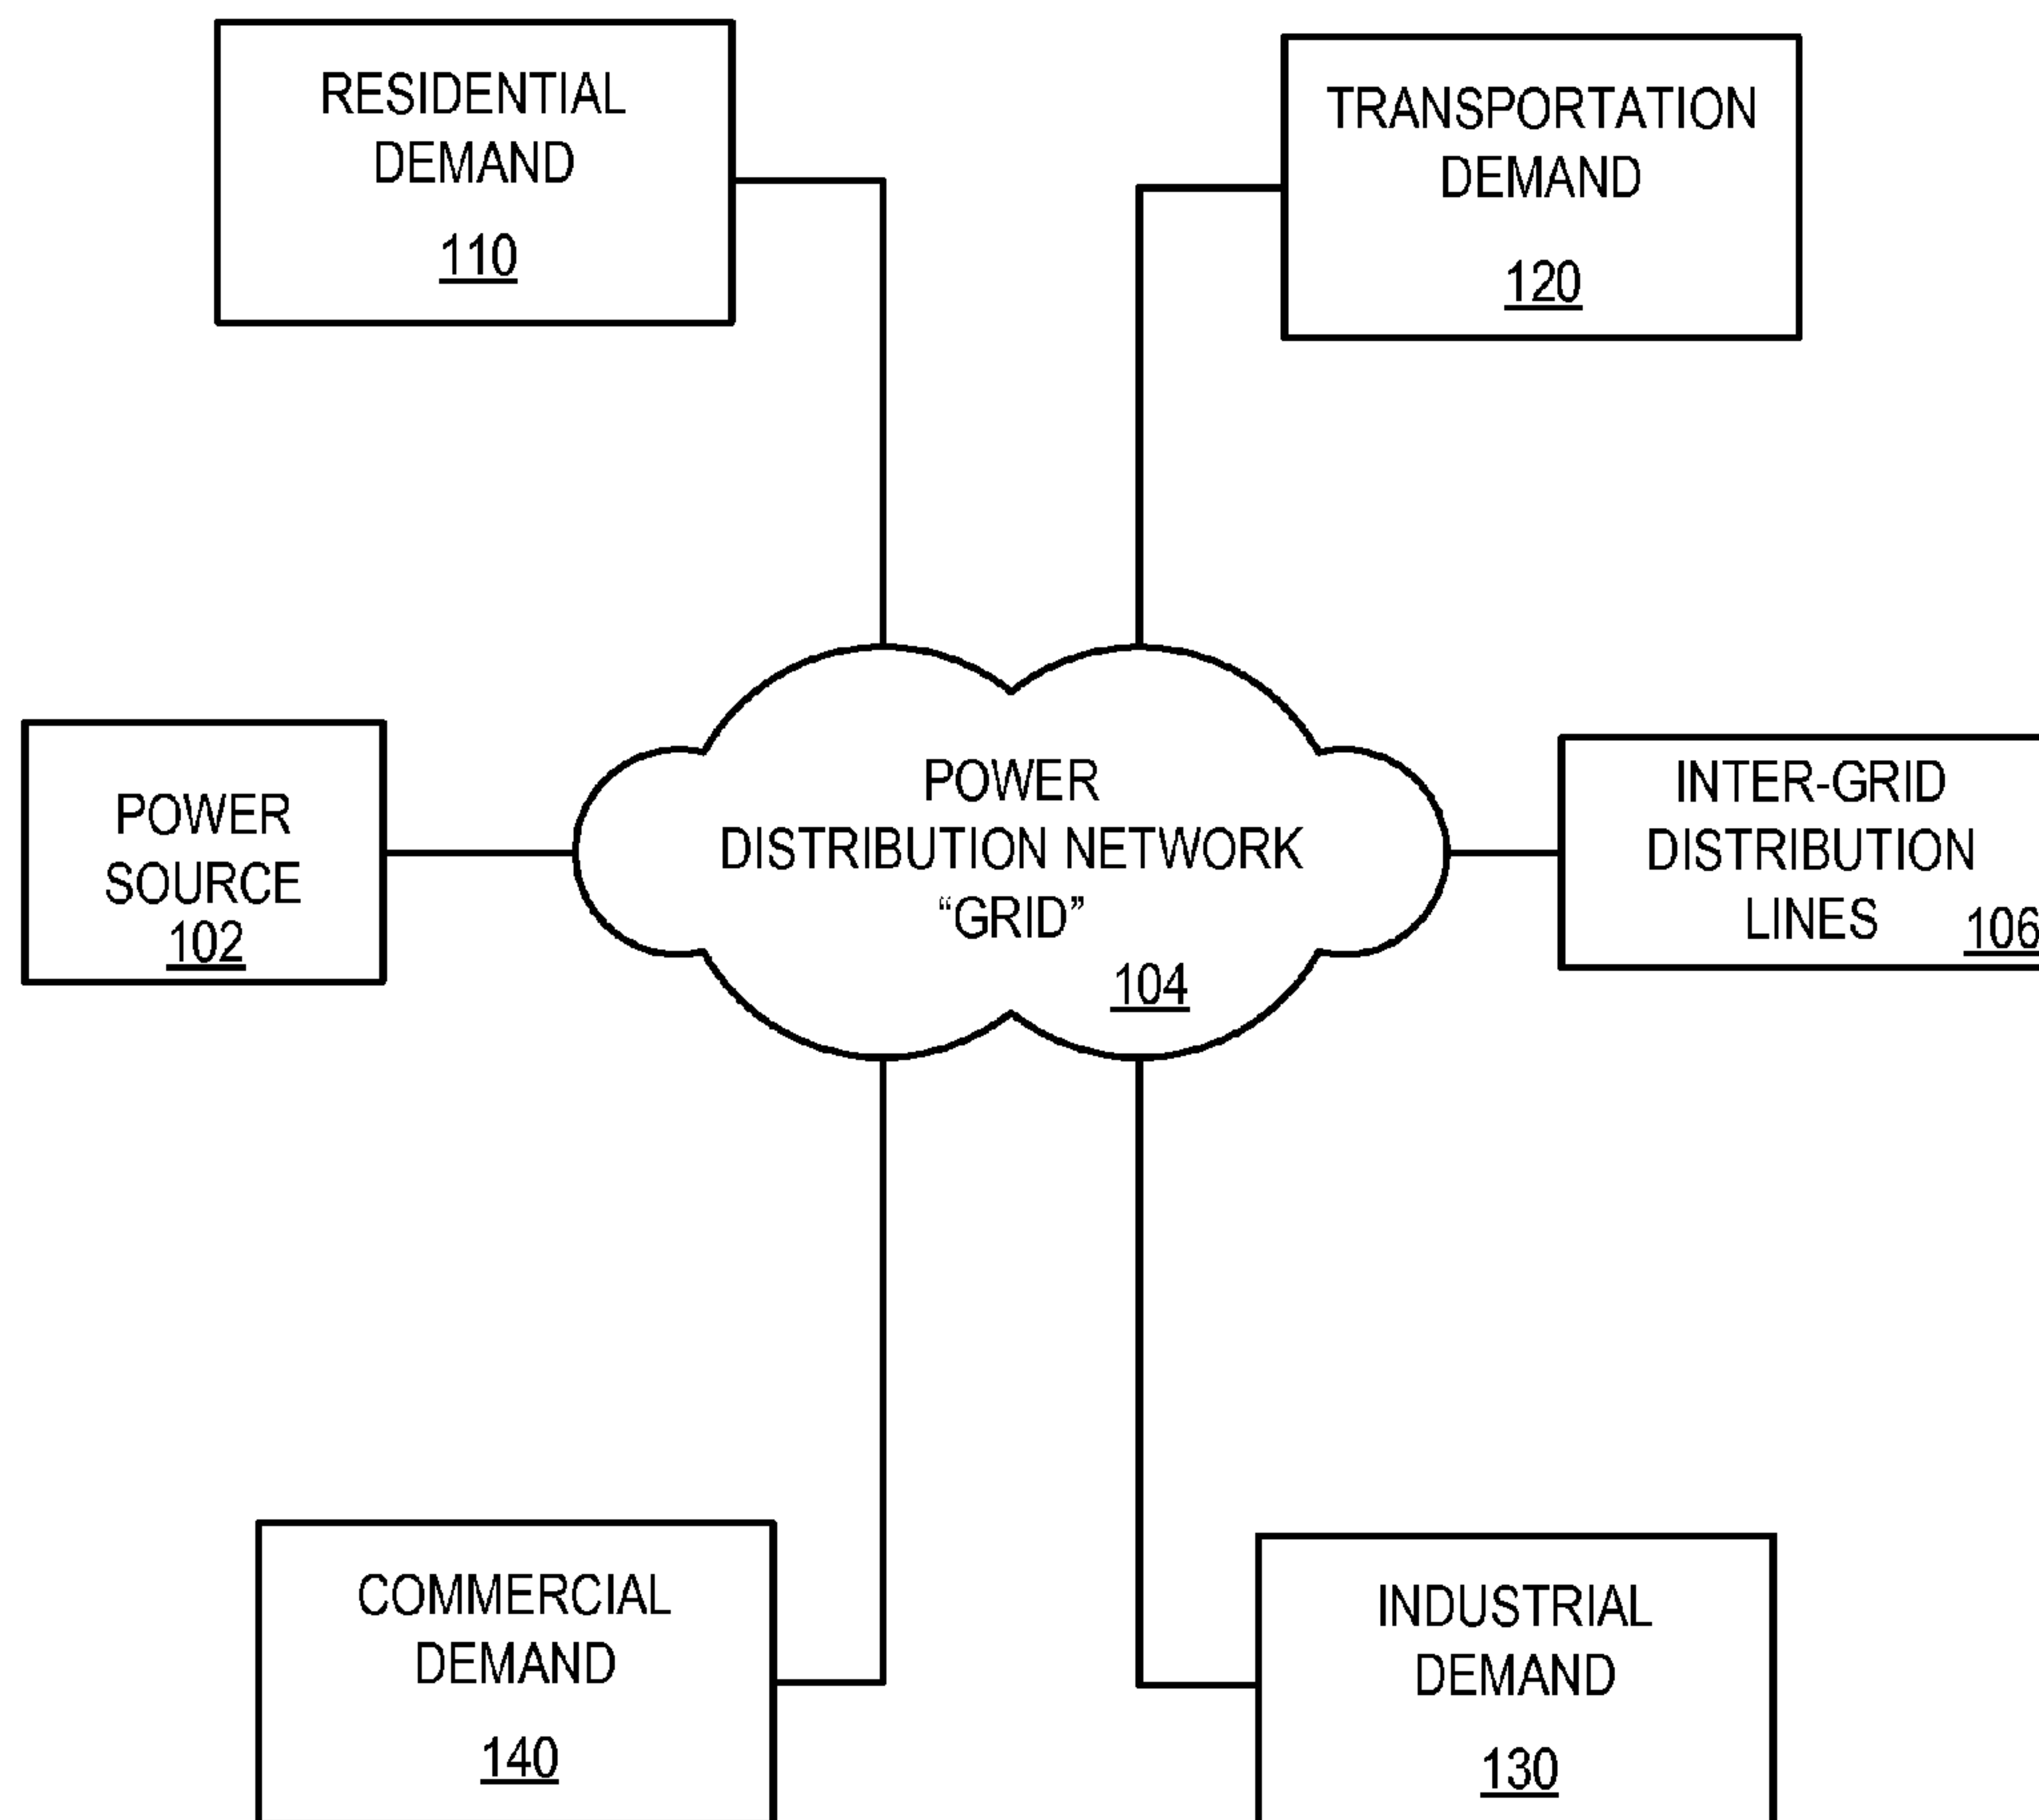 RESIDENTIAL
DEMAND
110
TRANSPORTATION
DEMAND
120
POWER
SOURCE
102
POWER
DISTRIBUTION NETWORK
“GRID”
104
INTER-GRID
DISTRIBUTION
LINES
106
COMMERCIAL
DEMAND
140
INDUSTRIAL
DEMAND
130